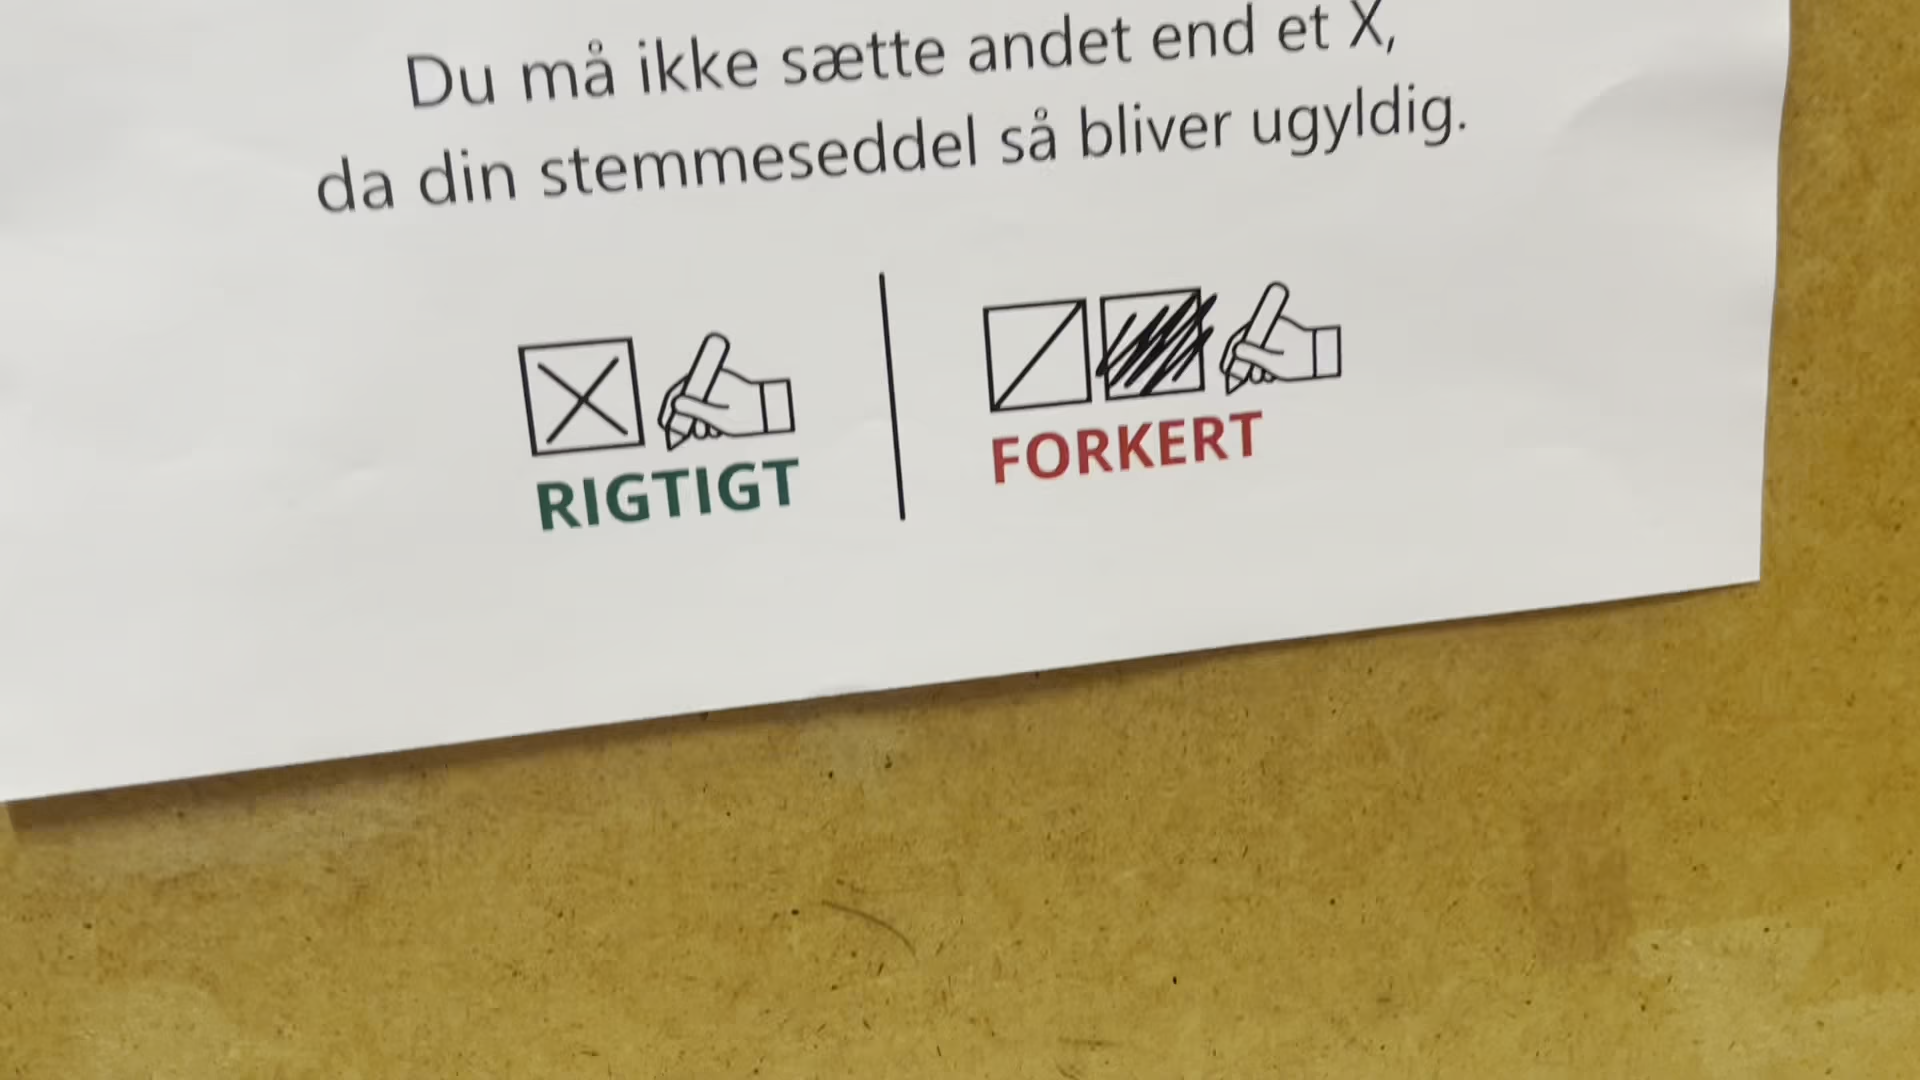 Du må ikke sætte andet end et X,
da din stemmeseddel så bliver ugyldig.
RIGTIGT
FORKERT